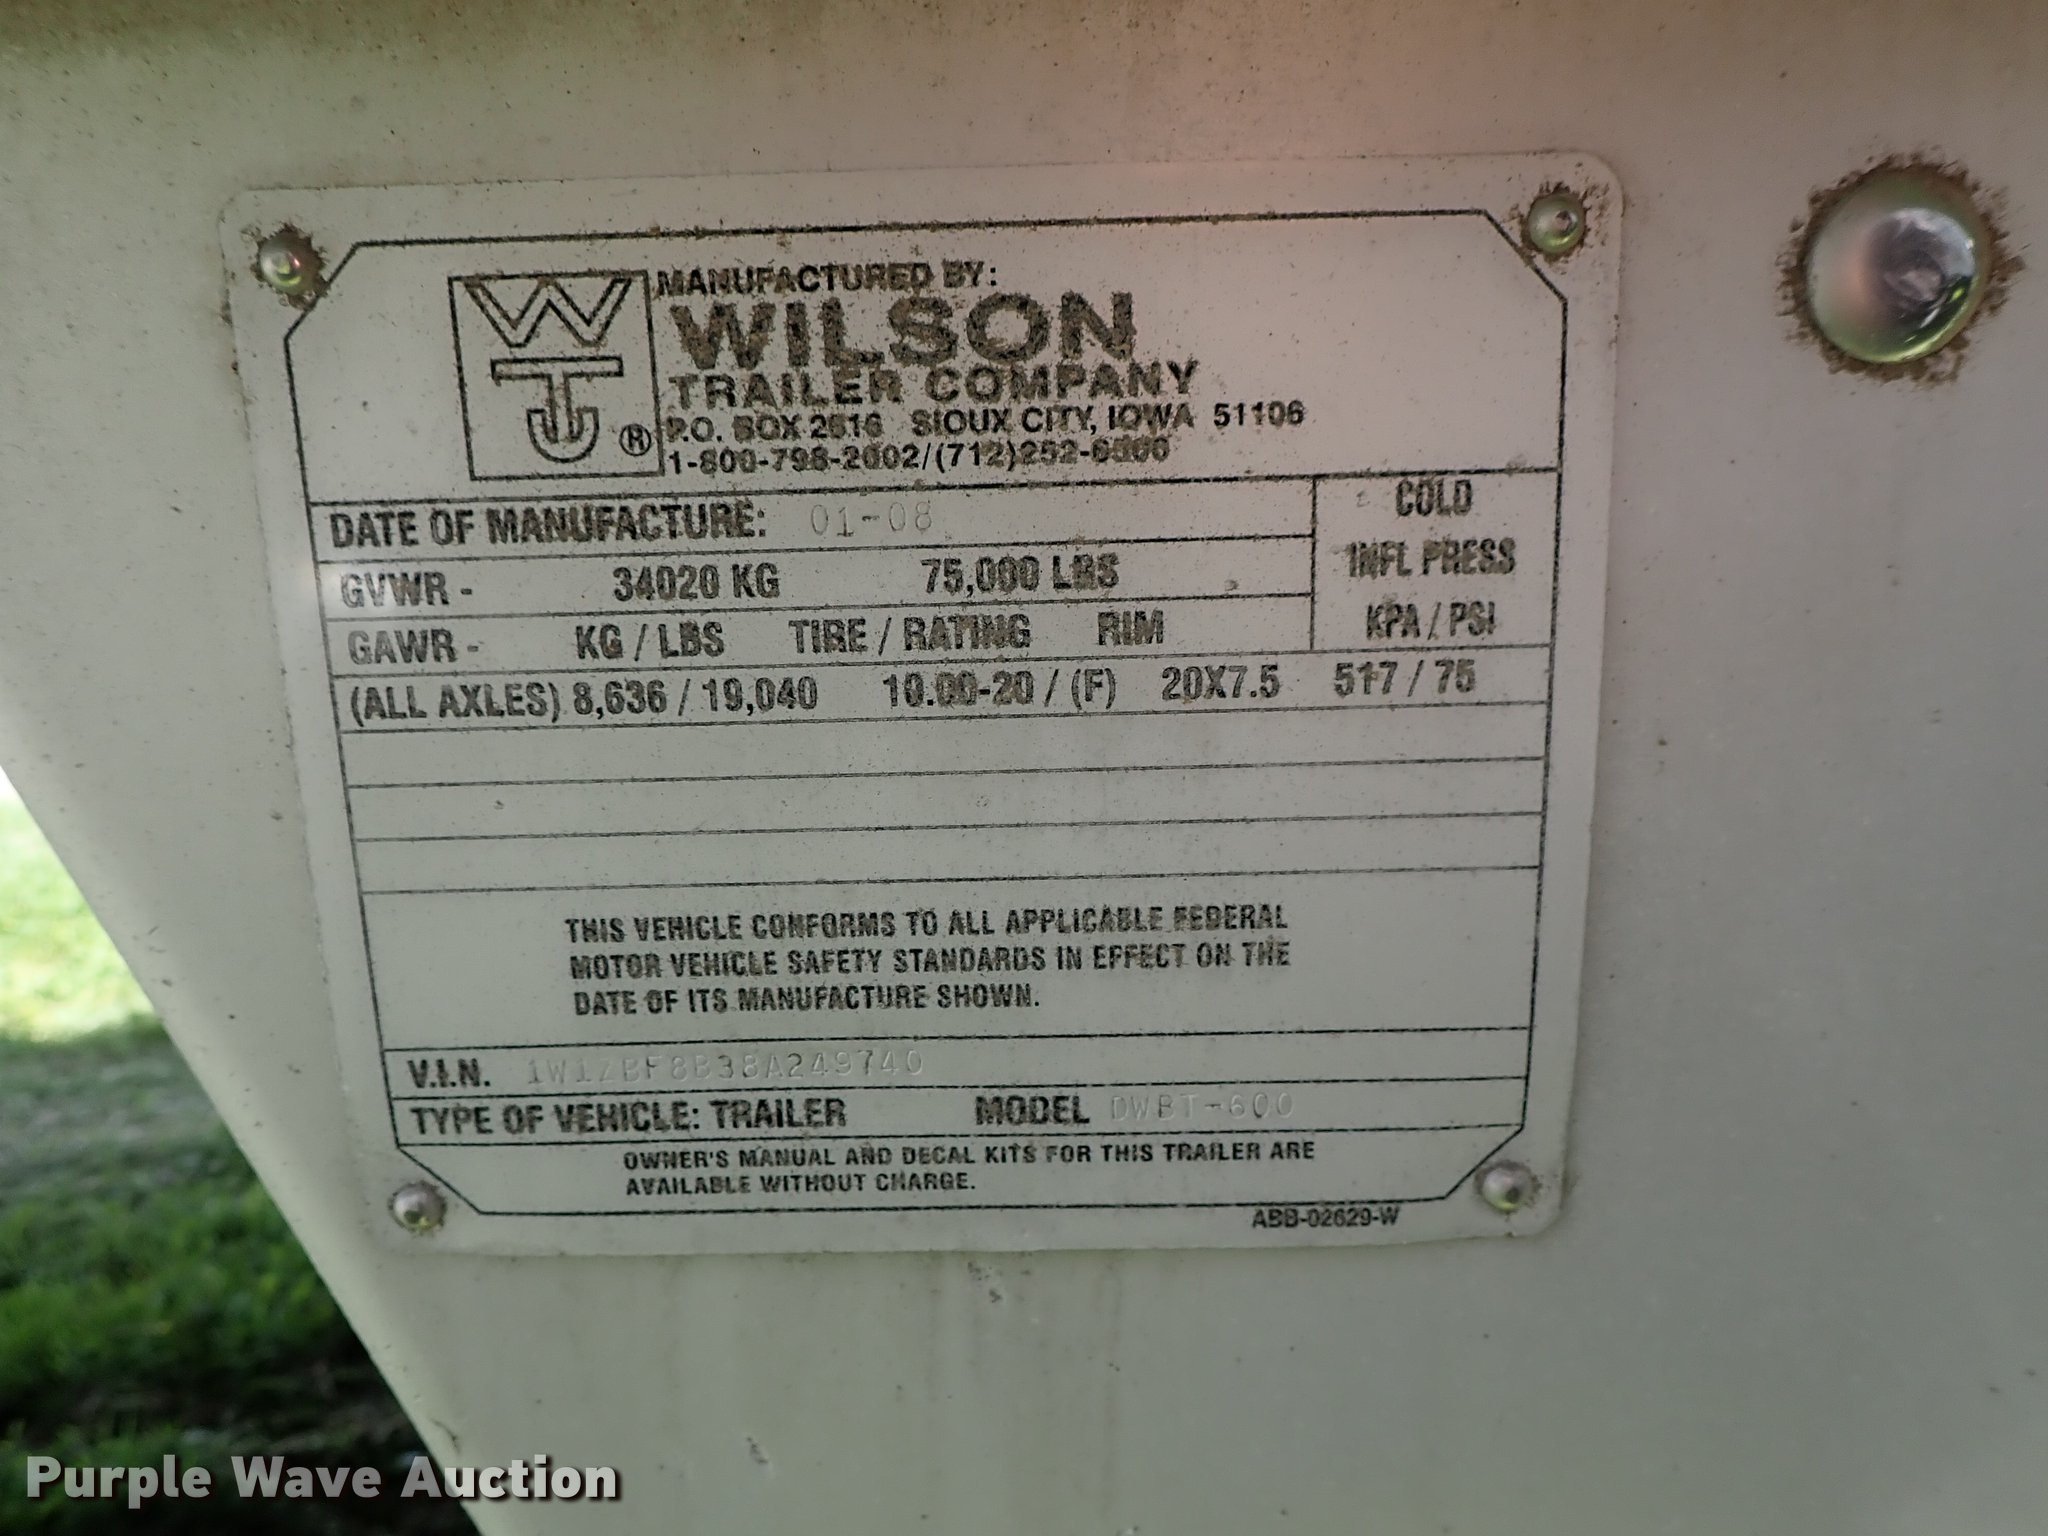 WTJ®
MANUFACTURED BY:
WILSON
TRAILER COMPANY
P.O. BOX 2616 SIOUX CITY, IOWA 51106
1-800-798-2002/(712)252-6500
DATE OF MANUFACTURE: 01-08
COLD
INFL PRESS
KPA / PSI
GVWR - 34020 KG 75,000 LBS
GAWR - KG / LBS TIRE / RATING RIM
(ALL AXLES) 8,636 / 19,040 10.00-20 / (F) 20X7.5 517 / 75
THIS VEHICLE CONFORMS TO ALL APPLICABLE FEDERAL
MOTOR VEHICLE SAFETY STANDARDS IN EFFECT ON THE
DATE OF ITS MANUFACTURE SHOWN.
V.I.N. 1W1ZBF8B38A249740
TYPE OF VEHICLE: TRAILER MODEL DWBT-600
OWNER'S MANUAL AND DECAL KITS FOR THIS TRAILER ARE
AVAILABLE WITHOUT CHARGE.
ABB-02629-W
Purple Wave Auction